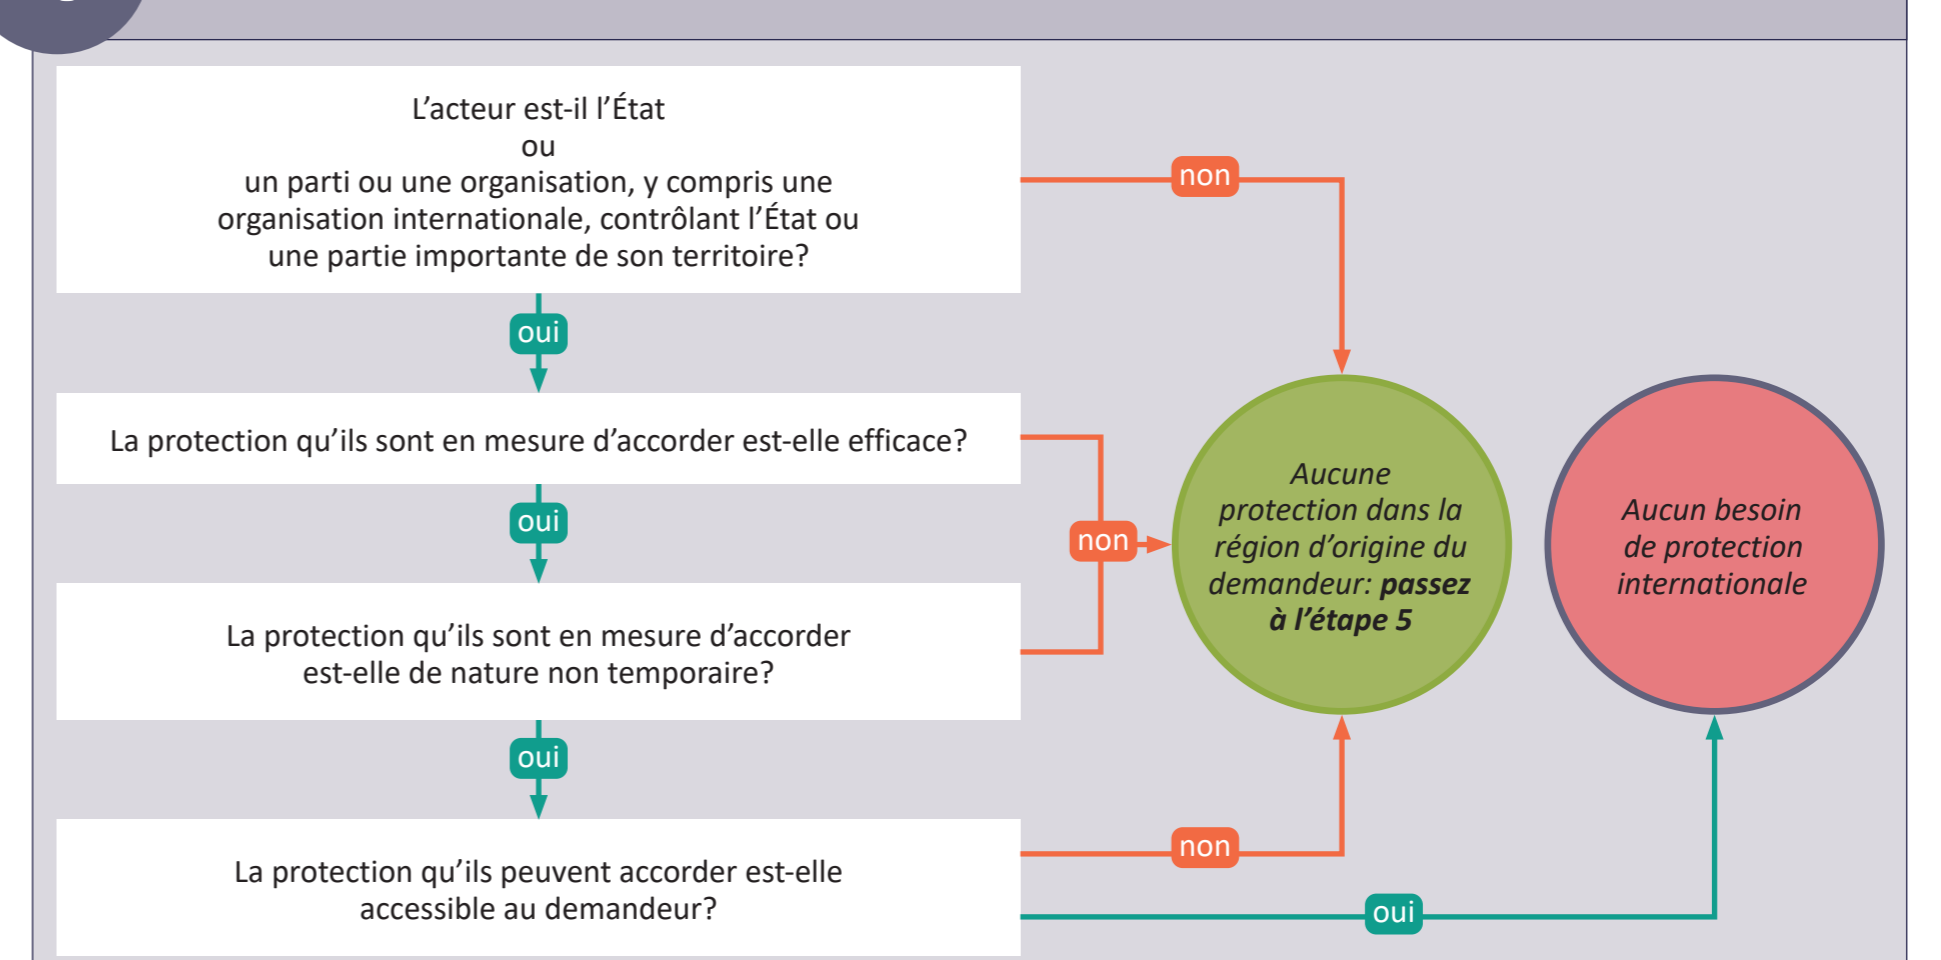 L’acteur est-il l’État
ou
un parti ou une organisation, y compris une
organisation internationale, contrôlant l’État ou
une partie importante de son territoire?
non
oui
La protection qu’ils sont en mesure d’accorder est-elle efficace?
oui
non
La protection qu’ils sont en mesure d’accorder
est-elle de nature non temporaire?
oui
La protection qu’ils peuvent accorder est-elle
accessible au demandeur?
non
oui
Aucune
protection dans la
région d’origine du
demandeur: passez
à l’étape 5
Aucun besoin
de protection
internationale